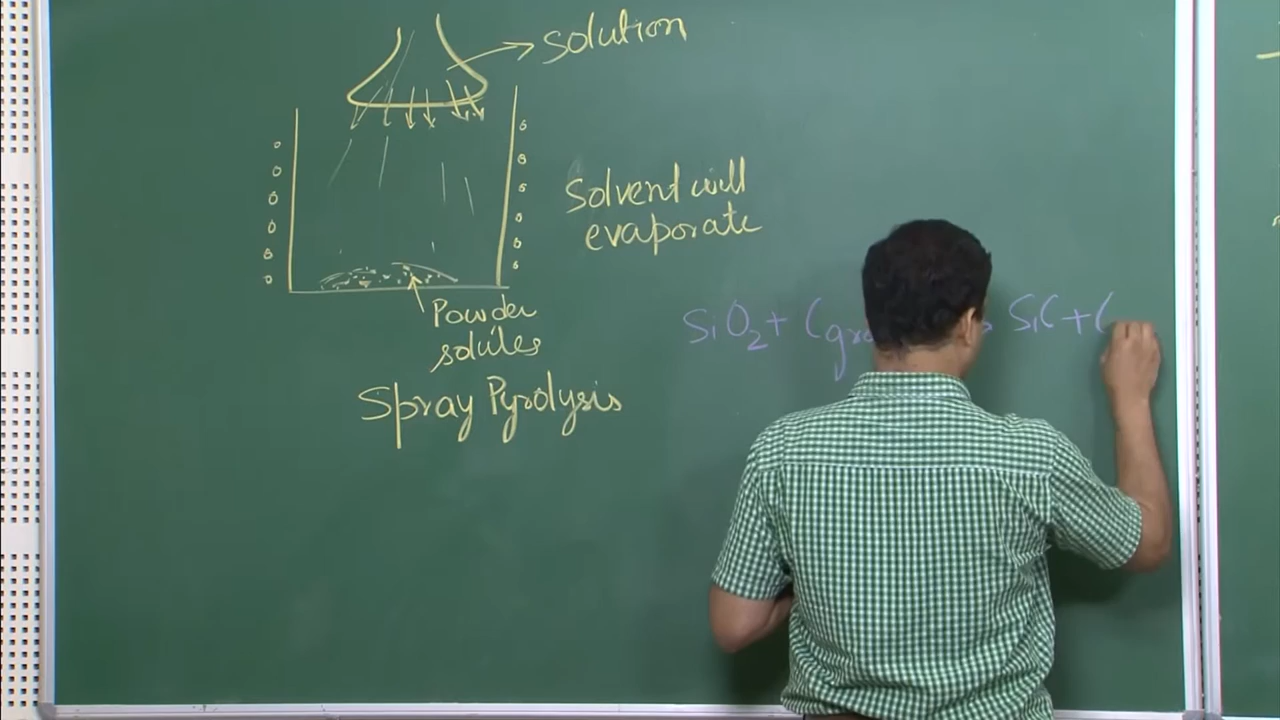 solution
Solvent will
evaporate
Powder
solutes
Spray Pyrolysis
SiO₂ + SiC +